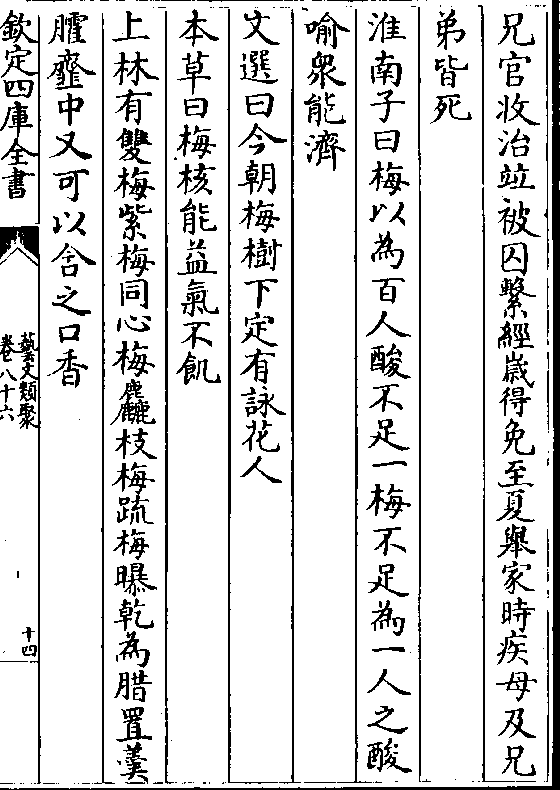 兄官收治竝被囚繫經歲得免至夏舉家時疾母及兄
弟皆死
淮南子曰梅以為百人酸不足一梅不足為一人之酸
喻衆能濟
文選曰今朝梅樹下定有詠花人
本草曰梅核能益氣不飢
上林有雙梅紫梅同心梅麤枝梅䟽梅曝乾為腊置羹
臛虀中又可以含之口香
欽定四庫全書
藝文類聚
卷八十六
十四